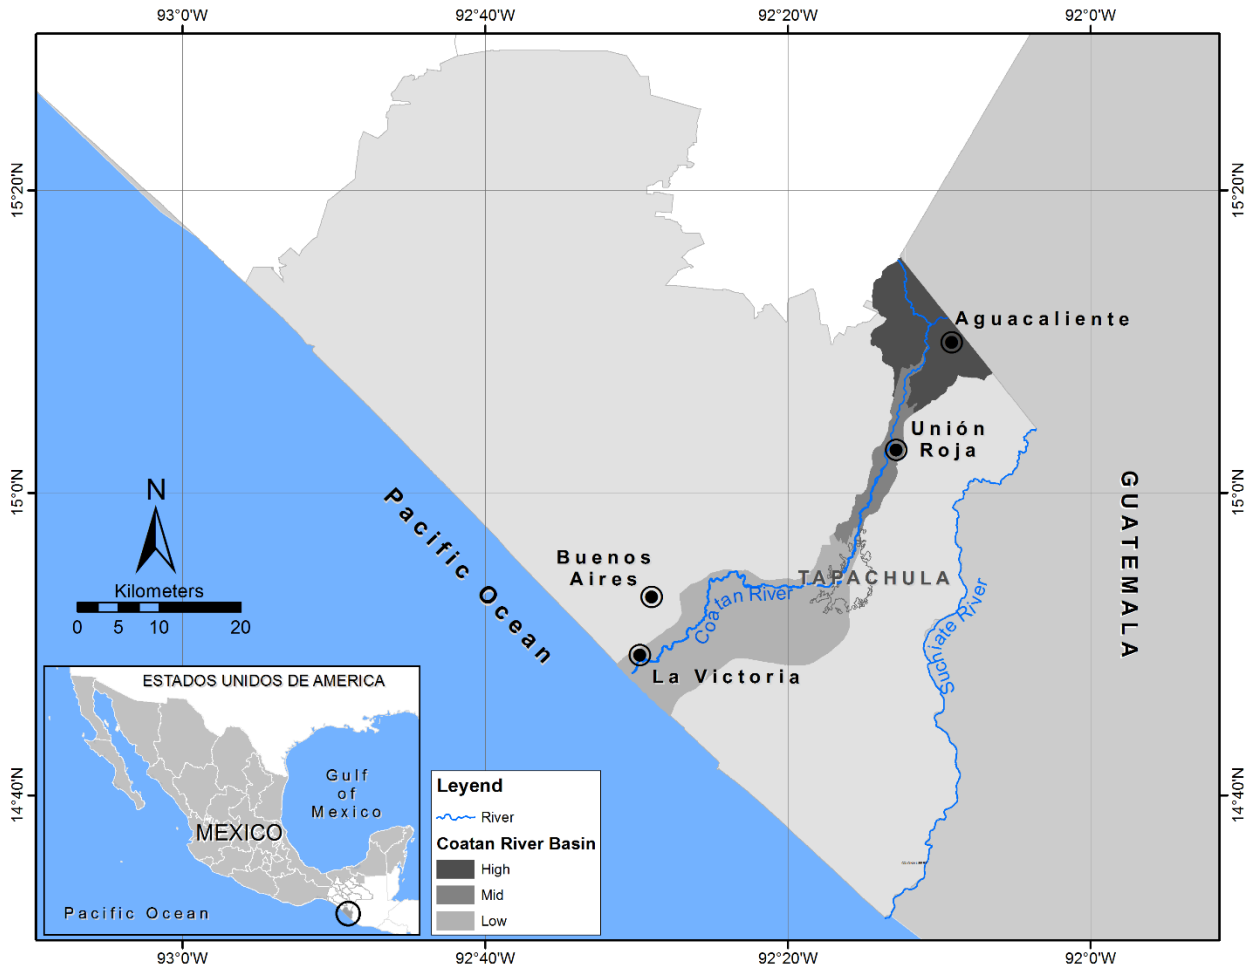 93°0'W
92°40'W
92°20'W
92°0'W
15°20'N
15°20'N
Aguacaliente
Unión
Roja
15°0'N
15°0'N
GUATEMALA
Pacific Ocean
N
Kilometers
0 5 10 20
Buenos
Aires
TAPACHULA
Coatan River
Suchiate River
La Victoria
14°40'N
14°40'N
ESTADOS UNIDOS DE AMERICA
Gulf
of
Mexico
MEXICO
Pacific Ocean
Leyend
River
Coatan River Basin
High
Mid
Low
93°0'W
92°40'W
92°20'W
92°0'W